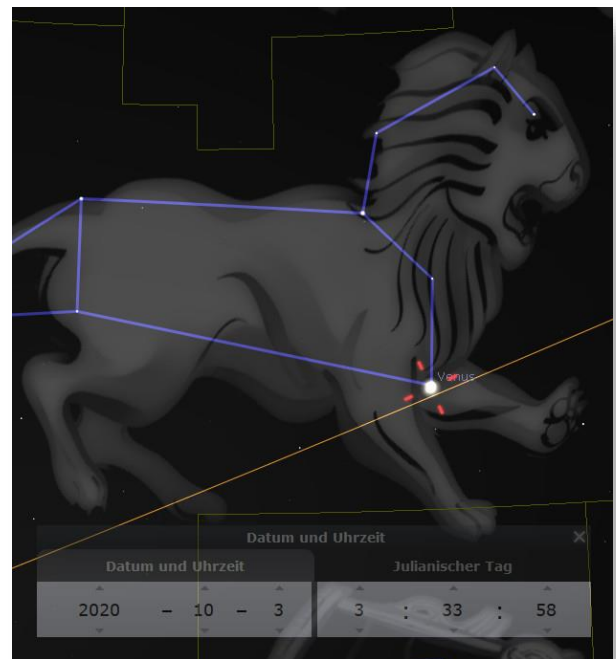 Venus
Datum und Uhrzeit ×
Datum und Uhrzeit Julianischer Tag
2020 – 10 – 3 3 : 33 : 58